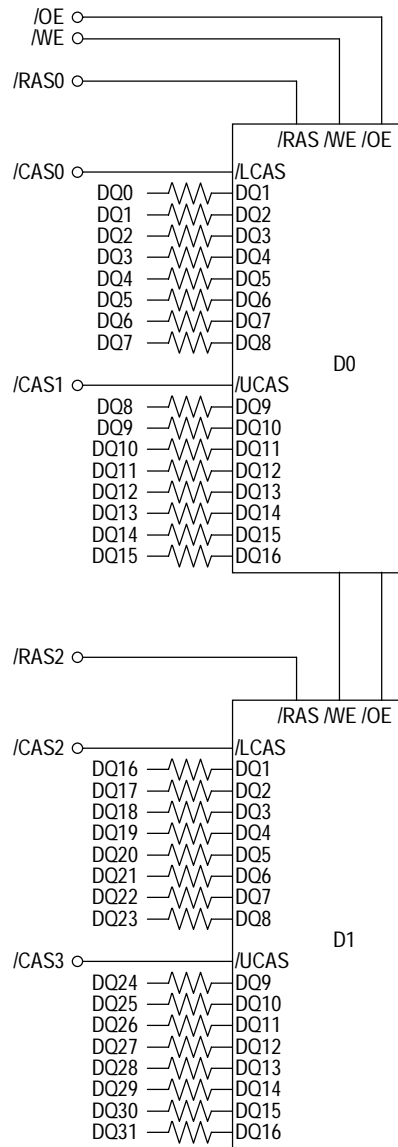 /OE
/WE
/RAS0
/RAS /WE /OE
/CAS0 /LCAS
DQ0 DQ1
DQ1 DQ2
DQ2 DQ3
DQ3 DQ4
DQ4 DQ5
DQ5 DQ6
DQ6 DQ7
DQ7 DQ8
D0
/CAS1 /UCAS
DQ8 DQ9
DQ9 DQ10
DQ10 DQ11
DQ11 DQ12
DQ12 DQ13
DQ13 DQ14
DQ14 DQ15
DQ15 DQ16
/RAS2
/RAS /WE /OE
/CAS2 /LCAS
DQ16 DQ1
DQ17 DQ2
DQ18 DQ3
DQ19 DQ4
DQ20 DQ5
DQ21 DQ6
DQ22 DQ7
DQ23 DQ8
D1
/CAS3 /UCAS
DQ24 DQ9
DQ25 DQ10
DQ26 DQ11
DQ27 DQ12
DQ28 DQ13
DQ29 DQ14
DQ30 DQ15
DQ31 DQ16